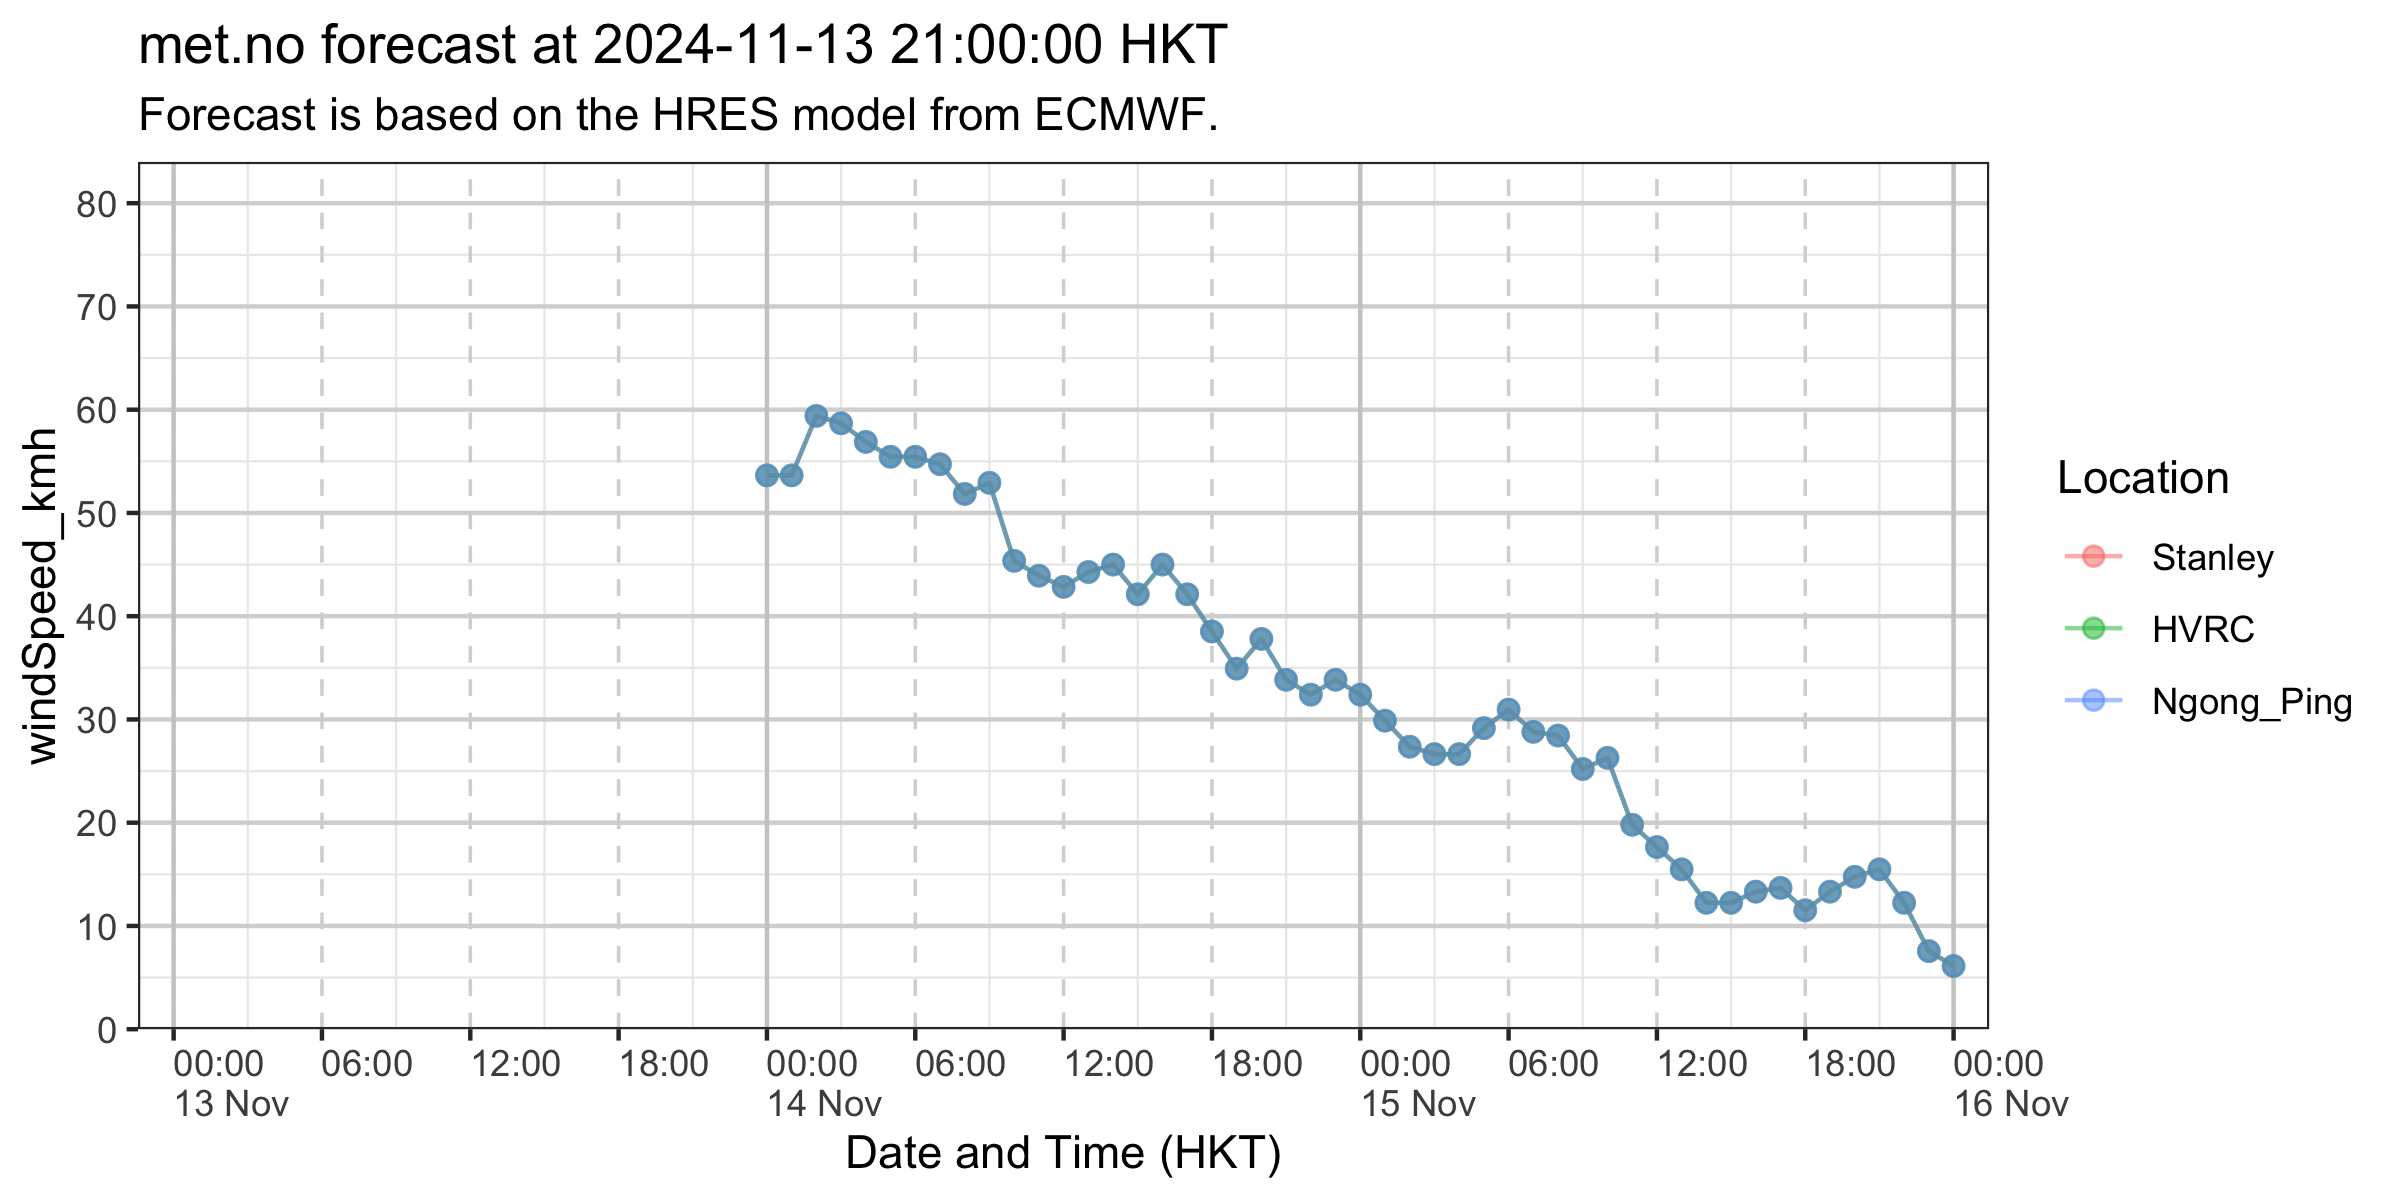 met.no forecast at 2024-11-13 21:00:00 HKT
Forecast is based on the HRES model from ECMWF.
windSpeed_kmh
80
70
60
50
40
30
20
10
0
00:00 06:00 12:00 18:00 00:00 06:00 12:00 18:00 00:00 06:00 12:00 18:00 00:00
13 Nov 14 Nov 15 Nov 16 Nov
Date and Time (HKT)
Location
Stanley
HVRC
Ngong_Ping